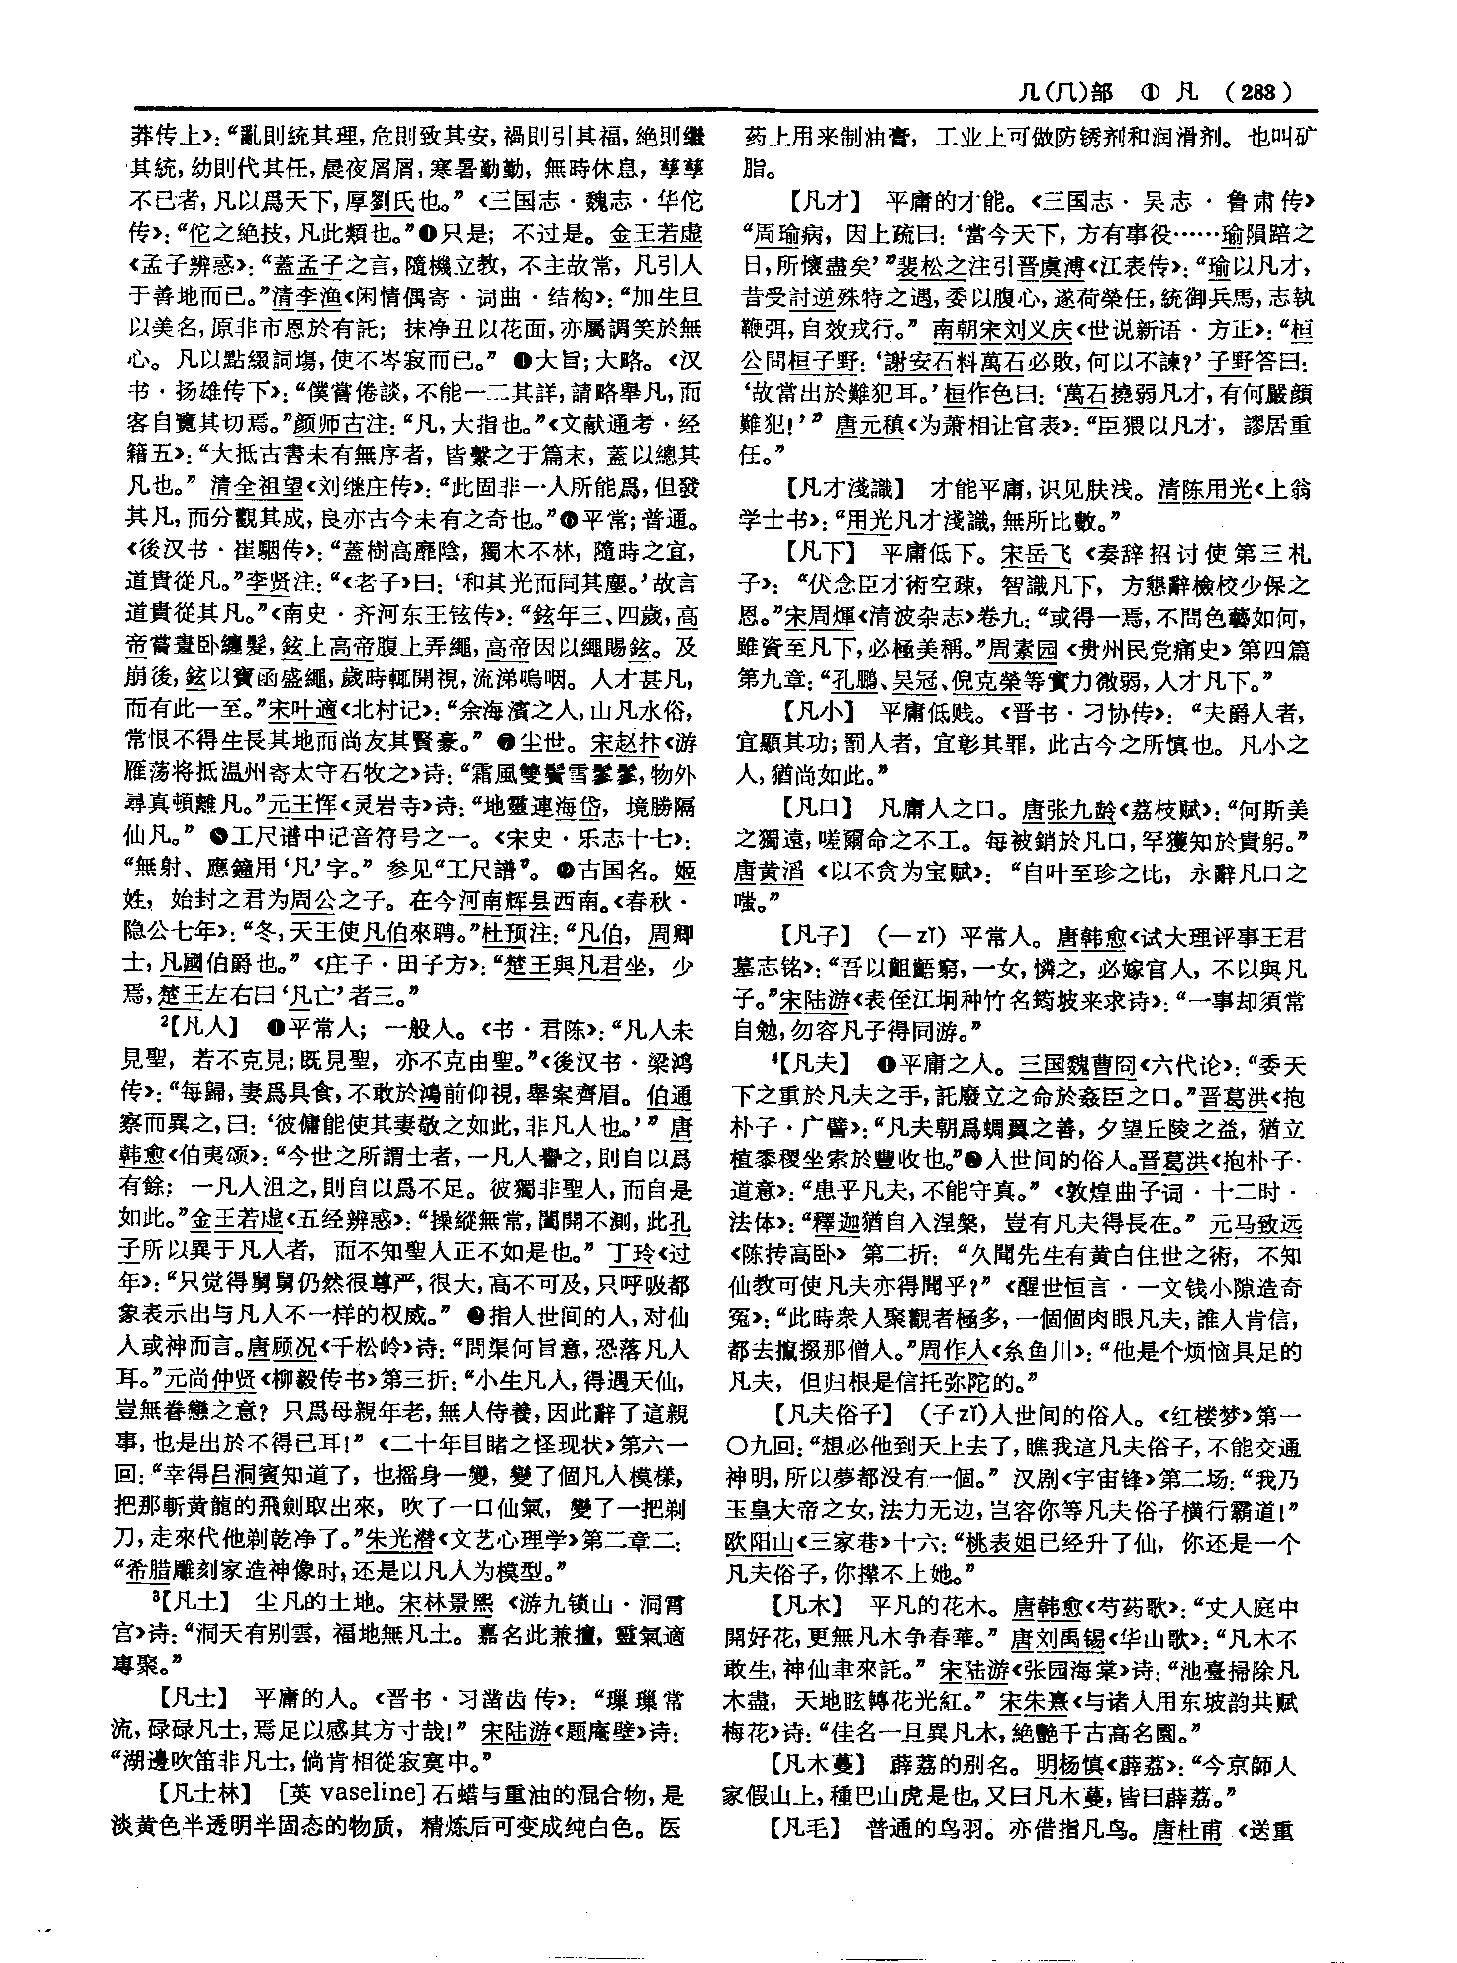 几(𠘨)部 ① 凡 (283)
莽传上》：“亂則統其理，危則致其安，禍則引其福，絶則繼
其統，幼則代其任，晨夜屑屑，寒暑勤勤，無時休息，孳孳
不已者，凡以爲天下，厚劉氏也。”《三国志·魏志·华佗
传》：“佗之绝技，凡此類也。”❹只是；不过是。金王若虚
《孟子辨惑》：“蓋孟子之言，隨機立教，不主故常，凡引人
于善地而已。”清李渔《闲情偶寄·词曲·结构》：“加生旦
以美名，原非市恩於有託；抹净丑以花面，亦屬調笑於無
心。凡以點綴詞場，使不岑寂而已。” ❺大旨；大略。《汉
书·扬雄传下》：“僕嘗倦談，不能一二其詳，請略舉凡，而
客自覽其切焉。”颜师古注：“凡，大指也。”《文献通考·经
籍五》：“大抵古書未有無序者，皆繫之于篇末，蓋以總其
凡也。” 清全祖望《刘继庄传》：“此固非一人所能爲，但發
其凡，而分觀其成，良亦古今未有之奇也。”❻平常；普通。
《後汉书·崔駰传》：“蓋樹高靡陰，獨木不林，隨時之宜，
道貴從凡。”李贤注：“《老子》曰：‘和其光而同其塵。’故言
道貴從其凡。”《南史·齐河东王铉传》：“鉉年三、四歲，高
帝嘗晝卧纏髮，鉉上高帝腹上弄繩，高帝因以繩賜鉉。及
崩後，鉉以寶函盛繩，歲時輒開視，流涕嗚咽。人才甚凡，
而有此一至。”宋叶適《北村记》：“余海濱之人，山凡水俗，
常恨不得生長其地而尚友其賢豪。” ❼尘世。宋赵抃《游
雁荡将抵温州寄太守石牧之》诗：“霜風雙鬢雪鬖鬖，物外
尋真頓離凡。”元王恽《灵岩寺》诗：“地靈連海岱，境勝隔
仙凡。” ❽工尺谱中记音符号之一。《宋史·乐志十七》：
“無射、應鐘用‘凡’字。” 参见“工尺譜”。 ❾古国名。姬
姓，始封之君为周公之子。在今河南辉县西南。《春秋·
隐公七年》：“冬，天王使凡伯來聘。”杜预注：“凡伯，周卿
士，凡國伯爵也。”《庄子·田子方》：“楚王與凡君坐，少
焉，楚王左右曰‘凡亡’者三。”
²【凡人】 ❶平常人；一般人。《书·君陈》：“凡人未
見聖，若不克見；既見聖，亦不克由聖。”《後汉书·梁鸿
传》：“每歸，妻爲具食，不敢於鴻前仰視，舉案齊眉。伯通
察而異之，曰：‘彼傭能使其妻敬之如此，非凡人也。’” 唐
韩愈《伯夷颂》：“今世之所謂士者，一凡人譽之，則自以爲
有餘；一凡人沮之，則自以爲不足。彼獨非聖人，而自是
如此。”金王若虚《五经辨惑》：“操縱無常，闔開不測，此孔
子所以異于凡人者，而不知聖人正不如是也。” 丁玲《过
年》：“只觉得舅舅仍然很尊严，很大，高不可及，只呼吸都
象表示出与凡人不一样的权威。” ❷指人世间的人，对仙
人或神而言。唐顾况《千松岭》诗：“問渠何旨意，恐落凡人
耳。”元尚仲贤《柳毅传书》第三折：“小生凡人，得遇天仙，
豈無眷戀之意？只爲母親年老，無人侍養，因此辭了這親
事，也是出於不得已耳！”《二十年目睹之怪现状》第六一
回：“幸得吕洞賓知道了，也摇身一變，變了個凡人模樣，
把那斬黄龍的飛劍取出來，吹了一口仙氣，變了一把剃
刀，走來代他剃乾净了。”朱光潜《文艺心理学》第二章二：
“希腊雕刻家造神像时，还是以凡人为模型。”
³【凡土】 尘凡的土地。宋林景熙《游九锁山·洞霄
宫》诗：“洞天有别雲，福地無凡土。嘉名此兼擅，靈氣適
專聚。”
【凡士】 平庸的人。《晋书·习凿齿传》：“璅璅常
流，碌碌凡士，焉足以感其方寸哉！” 宋陆游《题庵壁》诗：
“湖邊吹笛非凡士，倘肯相從寂寞中。”
【凡士林】 [英 vaseline]石蜡与重油的混合物，是
淡黄色半透明半固态的物质，精炼后可变成纯白色。医
药上用来制油膏，工业上可做防锈剂和润滑剂。也叫矿
脂。
【凡才】 平庸的才能。《三国志·吴志·鲁肃传》
“周瑜病，因上疏曰：‘當今天下，方有事役……瑜隕踣之
日，所懷盡矣’”裴松之注引晋虞溥《江表传》：“瑜以凡才，
昔受討逆殊特之遇，委以腹心，遂荷榮任，統御兵馬，志執
鞭弭，自效戎行。” 南朝宋刘义庆《世说新语·方正》：“桓
公問桓子野：‘謝安石料萬石必敗，何以不諫？’子野答曰：
‘故當出於難犯耳。’桓作色曰：‘萬石撓弱凡才，有何嚴顔
難犯！’” 唐元稹《为萧相让官表》：“臣猥以凡才，謬居重
任。”
【凡才淺識】 才能平庸，识见肤浅。清陈用光《上翁
学士书》：“用光凡才淺識，無所比數。”
【凡下】 平庸低下。宋岳飞《奏辞招讨使第三札
子》：“伏念臣才術空疎，智識凡下，方懇辭檢校少保之
恩。”宋周煇《清波杂志》卷九：“或得一焉，不問色藝如何，
雖資至凡下，必極美稱。”周素园《贵州民党痛史》第四篇
第九章：“孔鵬、吴冠、倪克榮等實力微弱，人才凡下。”
【凡小】 平庸低贱。《晋书·刁协传》：“夫爵人者，
宜顯其功；罰人者，宜彰其罪，此古今之所慎也。凡小之
人，猶尚如此。”
【凡口】 凡庸人之口。唐张九龄《荔枝赋》：“何斯美
之獨遠，嗟爾命之不工。每被銷於凡口，罕獲知於貴躬。”
唐黄滔《以不贪为宝赋》：“自叶至珍之比，永辭凡口之
嗤。”
【凡子】 （－zǐ）平常人。唐韩愈《试大理评事王君
墓志铭》：“吾以齟齬窮，一女，憐之，必嫁官人，不以與凡
子。”宋陆游《表侄江坰种竹名筠坡来求诗》：“一事却須常
自勉，勿容凡子得同游。”
⁴【凡夫】 ❶平庸之人。三国魏曹冏《六代论》：“委天
下之重於凡夫之手，託廢立之命於姦臣之口。”晋葛洪《抱
朴子·广譬》：“凡夫朝爲蜩翼之善，夕望丘陵之益，猶立
植黍稷坐索於豐收也。”❷人世间的俗人。晋葛洪《抱朴子·
道意》：“患乎凡夫，不能守真。”《敦煌曲子词·十二时·
法体》：“釋迦猶自入涅槃，豈有凡夫得長在。” 元马致远
《陈抟高卧》第二折：“久聞先生有黄白住世之術，不知
仙教可使凡夫亦得聞乎？”《醒世恒言·一文钱小隙造奇
冤》：“此時衆人聚觀者極多，一個個肉眼凡夫，誰人肯信，
都去攛掇那僧人。”周作人《糸鱼川》：“他是个烦恼具足的
凡夫，但归根是信托弥陀的。”
【凡夫俗子】 （子 zǐ）人世间的俗人。《红楼梦》第一
〇九回：“想必他到天上去了，瞧我這凡夫俗子，不能交通
神明，所以夢都没有一個。” 汉剧《宇宙锋》第二场：“我乃
玉皇大帝之女，法力无边，岂容你等凡夫俗子横行霸道！”
欧阳山《三家巷》十六：“桃表姐已经升了仙，你还是一个
凡夫俗子，你撵不上她。”
【凡木】 平凡的花木。唐韩愈《芍药歌》：“丈人庭中
開好花，更無凡木争春華。” 唐刘禹锡《华山歌》：“凡木不
敢生，神仙聿來託。” 宋陆游《张园海棠》诗：“池臺掃除凡
木盡，天地眩轉花光紅。” 宋朱熹《与诸人用东坡韵共赋
梅花》诗：“佳名一旦異凡木，絶艷千古高名園。”
【凡木蔓】 薜荔的别名。明杨慎《薜荔》：“今京師人
家假山上，種巴山虎是也，又曰凡木蔓，皆曰薜荔。”
【凡毛】 普通的鸟羽。亦借指凡鸟。唐杜甫《送重